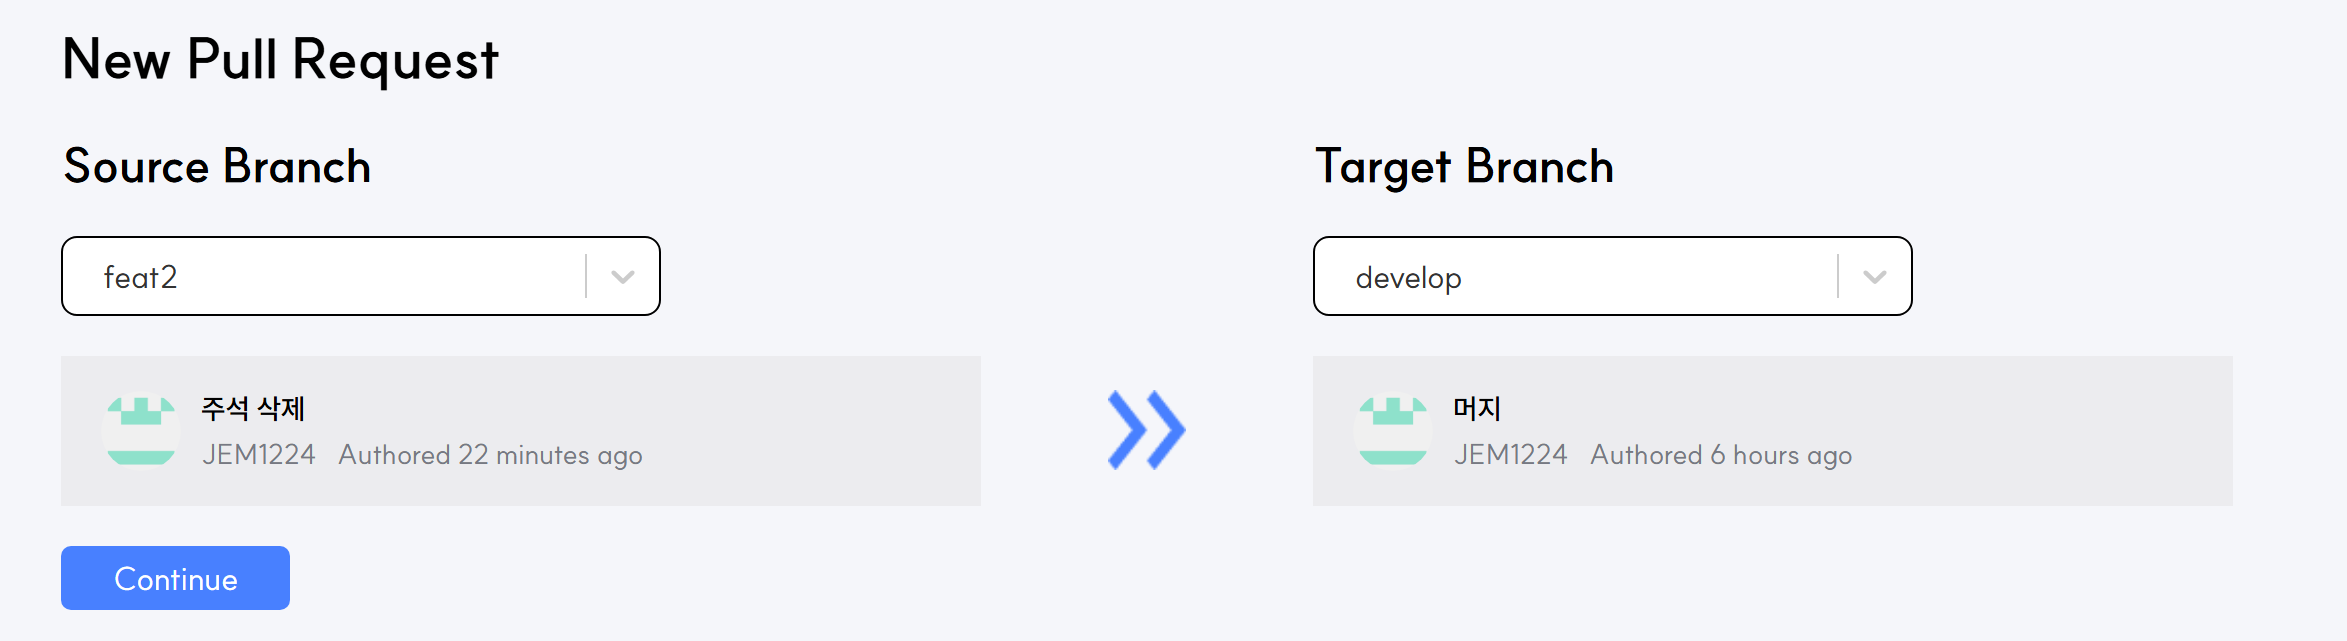 New Pull Request
Source Branch
feat2
주석 삭제
JEM1224 Authored 22 minutes ago
Target Branch
develop
머지
JEM1224 Authored 6 hours ago
Continue